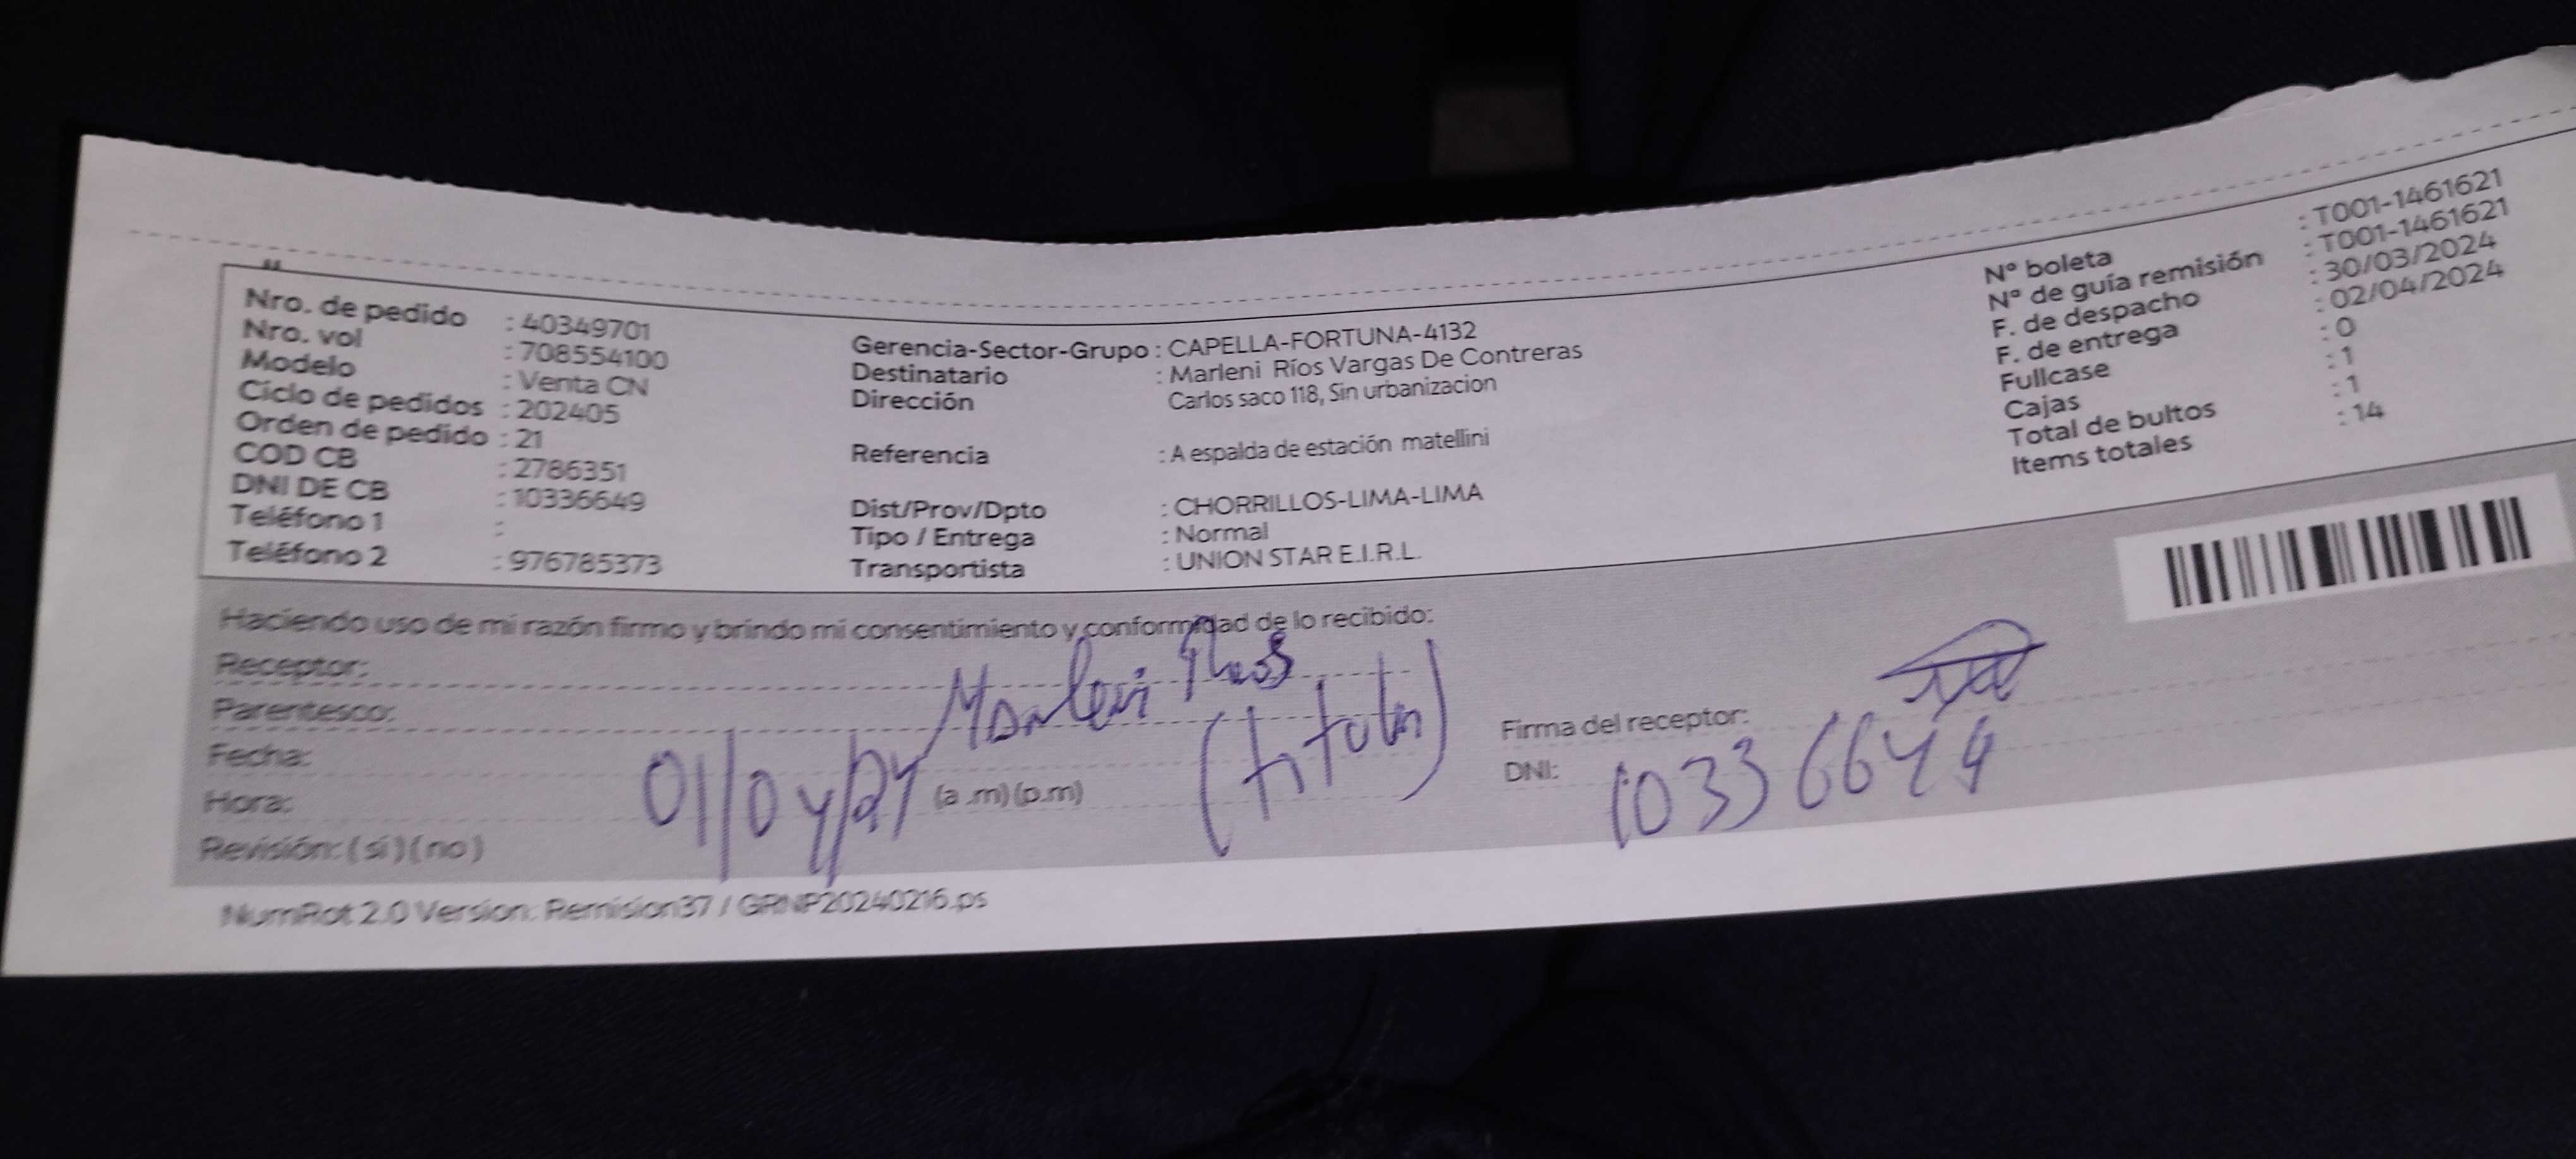 Nro. de pedido : 40349701
Nro. vol : 708554100
Modelo : Venta CN
Ciclo de pedidos : 202405
Orden de pedido : 21
COD CB : 2786351
DNI DE CB : 10336649
Teléfono 1 :
Teléfono 2 : 976785373
Gerencia-Sector-Grupo : CAPELLA-FORTUNA-4132
Destinatario : Marleni Ríos Vargas De Contreras
Dirección Carlos saco 118, Sin urbanizacion
Referencia : A espalda de estación matellini
Dist/Prov/Dpto : CHORRILLOS-LIMA-LIMA
Tipo / Entrega : Normal
Transportista : UNION STAR E.I.R.L.
N° boleta : T001-1461621
N° de guía remisión : T001-1461621
F. de despacho : 30/03/2024
F. de entrega : 02/04/2024
Fullcase : 0
Cajas : 1
Total de bultos : 1
Items totales : 14
Haciendo uso de mi razón firmo y brindo mi consentimiento y conformidad de lo recibido:
Receptor: Marleni
Parentesco: (titular)
Fecha: 01/04/24
Hora: (a .m) (p.m)
Revisión: ( si ) ( no )
Firma del receptor:
DNI: 10336649
NumRot 2.0 Version: Remision37 / GRNP20240216.ps